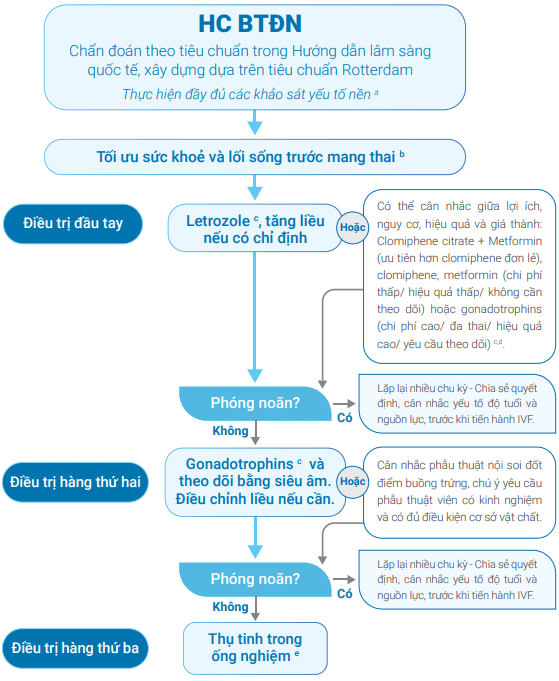 HC BTĐN
Chẩn đoán theo tiêu chuẩn trong Hướng dẫn lâm sàng
quốc tế, xây dựng dựa trên tiêu chuẩn Rotterdam
Thực hiện đầy đủ các khảo sát yếu tố nền a
Tối ưu sức khoẻ và lối sống trước mang thai b
Điều trị đầu tay
Letrozole c, tăng liều
nếu có chỉ định
Hoặc
Có thể cân nhắc giữa lợi ích,
nguy cơ, hiệu quả và giá thành:
Clomiphene citrate + Metformin
(ưu tiên hơn clomiphene đơn lẻ),
clomiphene, metformin (chi phí
thấp/ hiệu quả thấp/ không cần
theo dõi) hoặc gonadotrophins
(chi phí cao/ đa thai/ hiệu quả
cao/ yêu cầu theo dõi) c,d.
Phóng noãn?
Có
Lặp lại nhiều chu kỳ - Chia sẻ quyết
định, cân nhắc yếu tố độ tuổi và
nguồn lực, trước khi tiến hành IVF.
Không
Điều trị hàng thứ hai
Gonadotrophins c và
theo dõi bằng siêu âm.
Điều chỉnh liều nếu cần.
Hoặc
Cân nhắc phẫu thuật nội soi đốt
điểm buồng trứng, chú ý yêu cầu
phẫu thuật viên có kinh nghiệm
và có đủ điều kiện cơ sở vật chất.
Phóng noãn?
Có
Lặp lại nhiều chu kỳ - Chia sẻ quyết
định, cân nhắc yếu tố độ tuổi và
nguồn lực, trước khi tiến hành IVF.
Không
Điều trị hàng thứ ba
Thụ tinh trong
ống nghiệm e